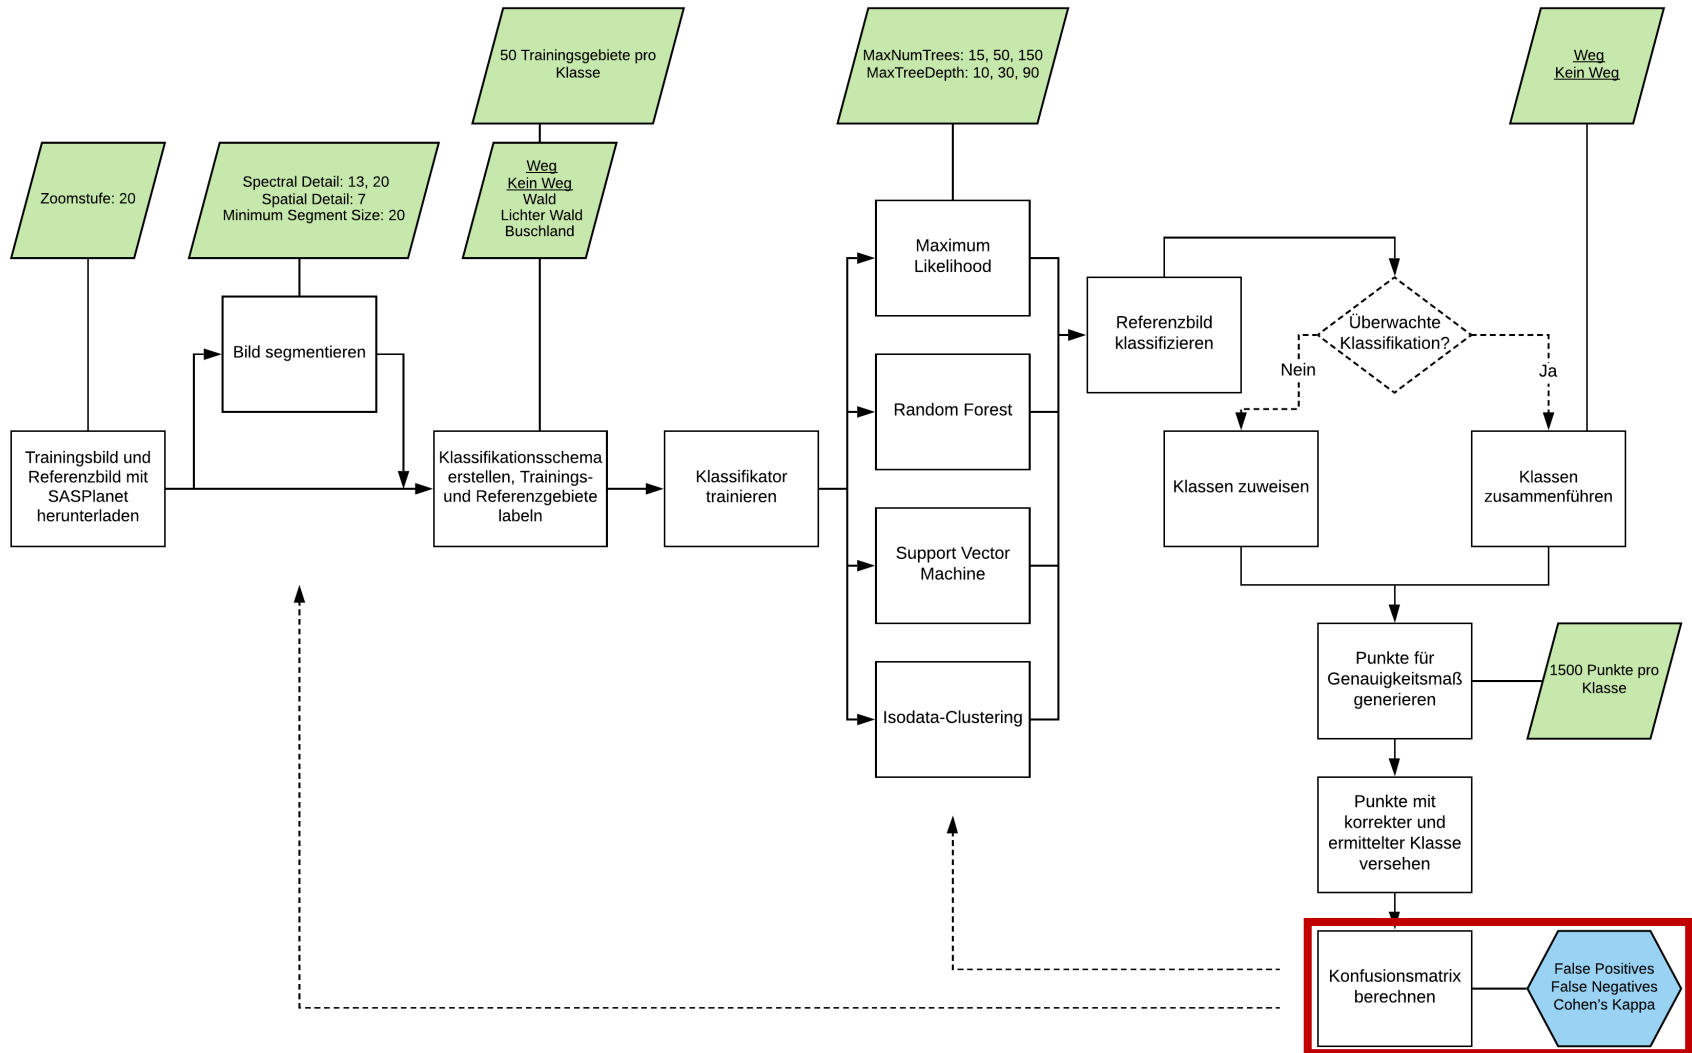 50 Trainingsgebiete pro
Klasse
MaxNumTrees: 15, 50, 150
MaxTreeDepth: 10, 30, 90
Weg
Kein Weg
Zoomstufe: 20
Spectral Detail: 13, 20
Spatial Detail: 7
Minimum Segment Size: 20
Weg
Kein Weg
Wald
Lichter Wald
Buschland
Bild segmentieren
Trainingsbild und
Referenzbild mit
SASPlanet
herunterladen
Klassifikationsschema
erstellen, Trainings-
und Referenzgebiete
labeln
Klassifikator
trainieren
Maximum
Likelihood
Random Forest
Support Vector
Machine
Isodata-Clustering
Referenzbild
klassifizieren
Überwachte
Klassifikation?
Nein
Ja
Klassen zuweisen
Klassen
zusammenführen
Punkte für
Genauigkeitsmaß
generieren
1500 Punkte pro
Klasse
Punkte mit
korrekter und
ermittelter Klasse
versehen
Konfusionsmatrix
berechnen
False Positives
False Negatives
Cohen's Kappa